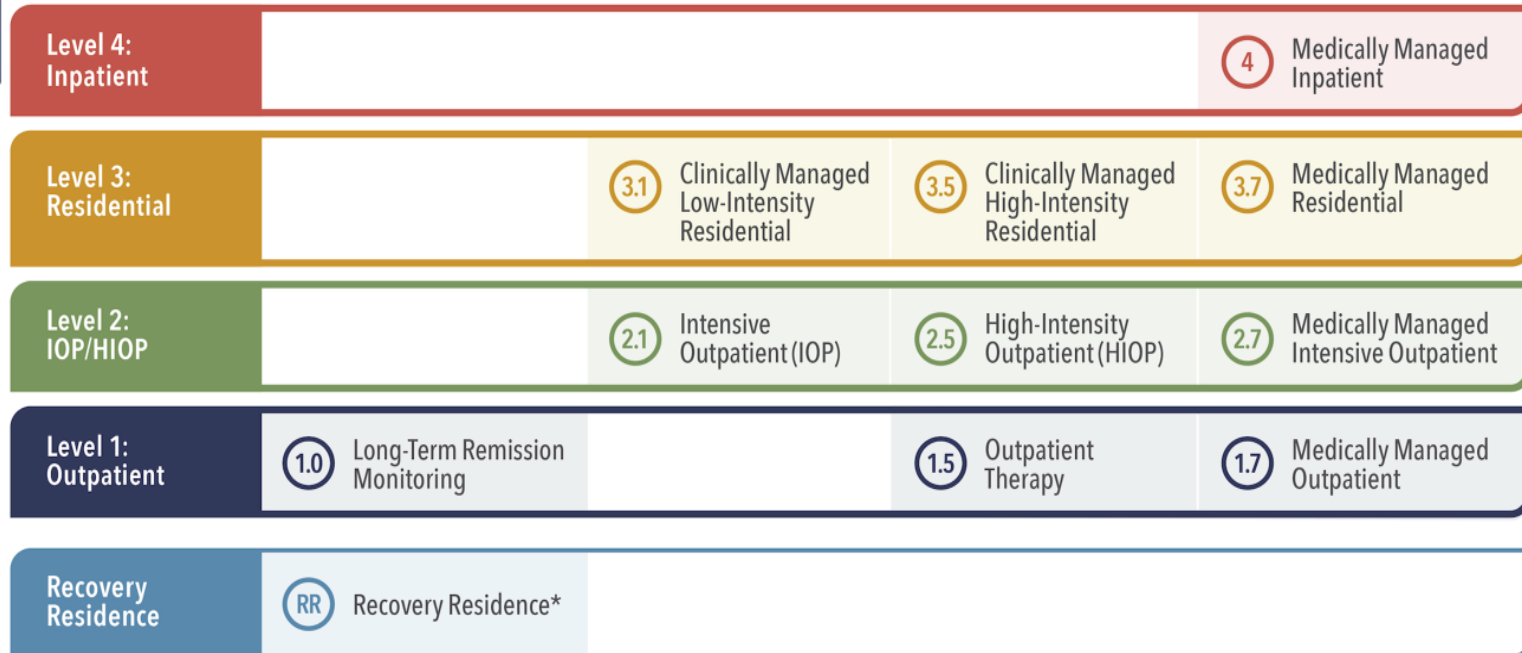 Level 4:
Inpatient
4
Medically Managed
Inpatient
Level 3:
Residential
3.1
Clinically Managed
Low-Intensity
Residential
3.5
Clinically Managed
High-Intensity
Residential
3.7
Medically Managed
Residential
Level 2:
IOP/HIOP
2.1
Intensive
Outpatient (IOP)
2.5
High-Intensity
Outpatient (HIOP)
2.7
Medically Managed
Intensive Outpatient
Level 1:
Outpatient
1.0
Long-Term Remission
Monitoring
1.5
Outpatient
Therapy
1.7
Medically Managed
Outpatient
Recovery
Residence
RR
Recovery Residence*